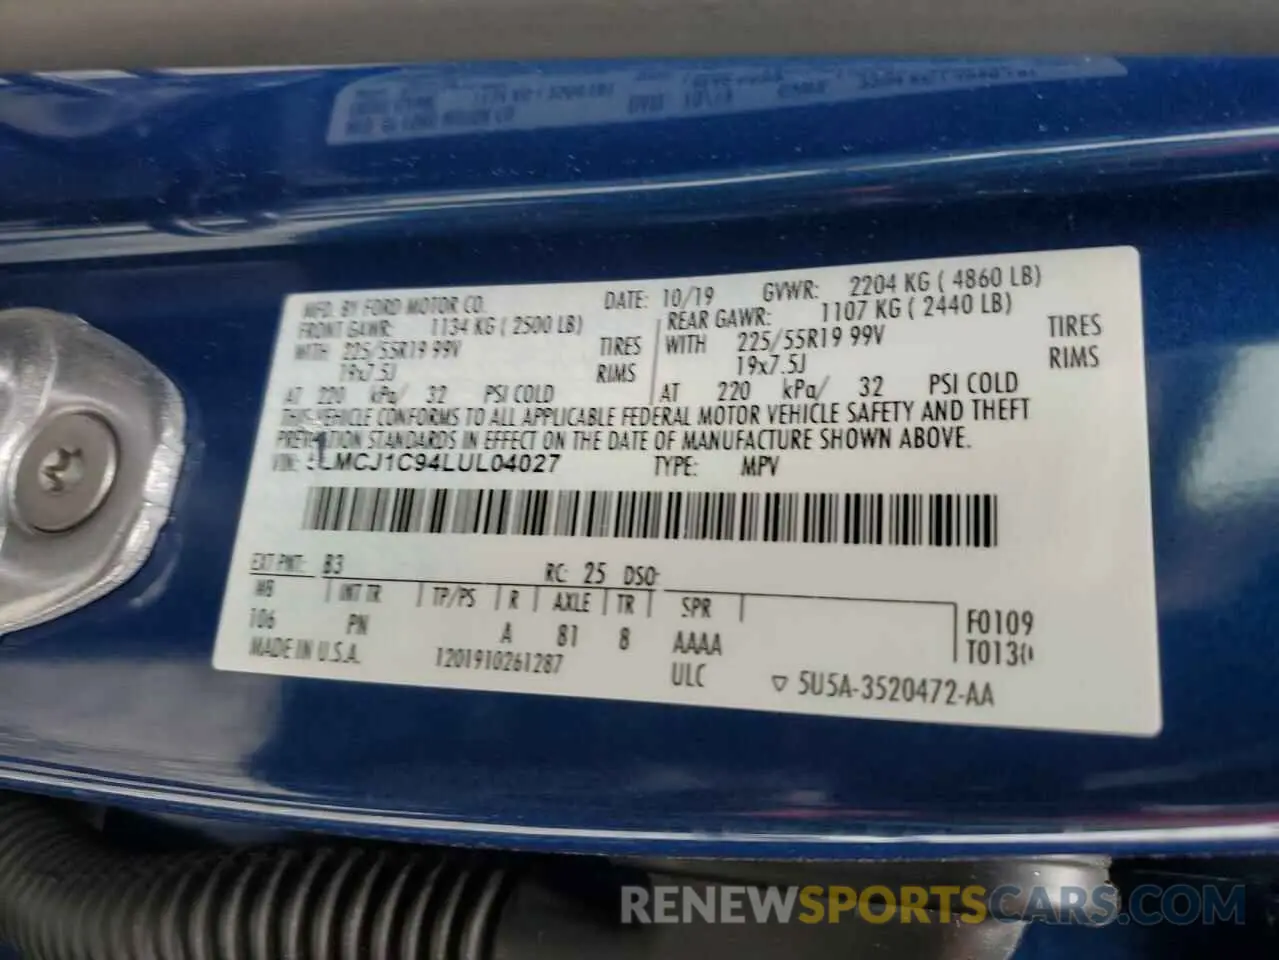 MFD. BY FORD MOTOR CO. DATE: 10/19 GVWR: 2204 KG ( 4860 LB)
FRONT GAWR: 1134 KG ( 2500 LB) REAR GAWR: 1107 KG ( 2440 LB)
WITH 225/55R19 99V TIRES WITH 225/55R19 99V TIRES
19x7.5J RIMS 19x7.5J RIMS
AT 220 kPa/ 32 PSI COLD AT 220 kPa/ 32 PSI COLD
THIS VEHICLE CONFORMS TO ALL APPLICABLE FEDERAL MOTOR VEHICLE SAFETY AND THEFT
PREVENTION STANDARDS IN EFFECT ON THE DATE OF MANUFACTURE SHOWN ABOVE.
VIN: 5LMCJ1C94LUL04027 TYPE: MPV
EXT PNT: B3 RC: 25 DSO:
WB INT TR TP/PS R AXLE TR SPR F0109
106 PN A 81 8 AAAA T0130
MADE IN U.S.A. 1201910261287 ULC ▽ 5U5A-3520472-AA
RENEWSPORTSCARS.COM